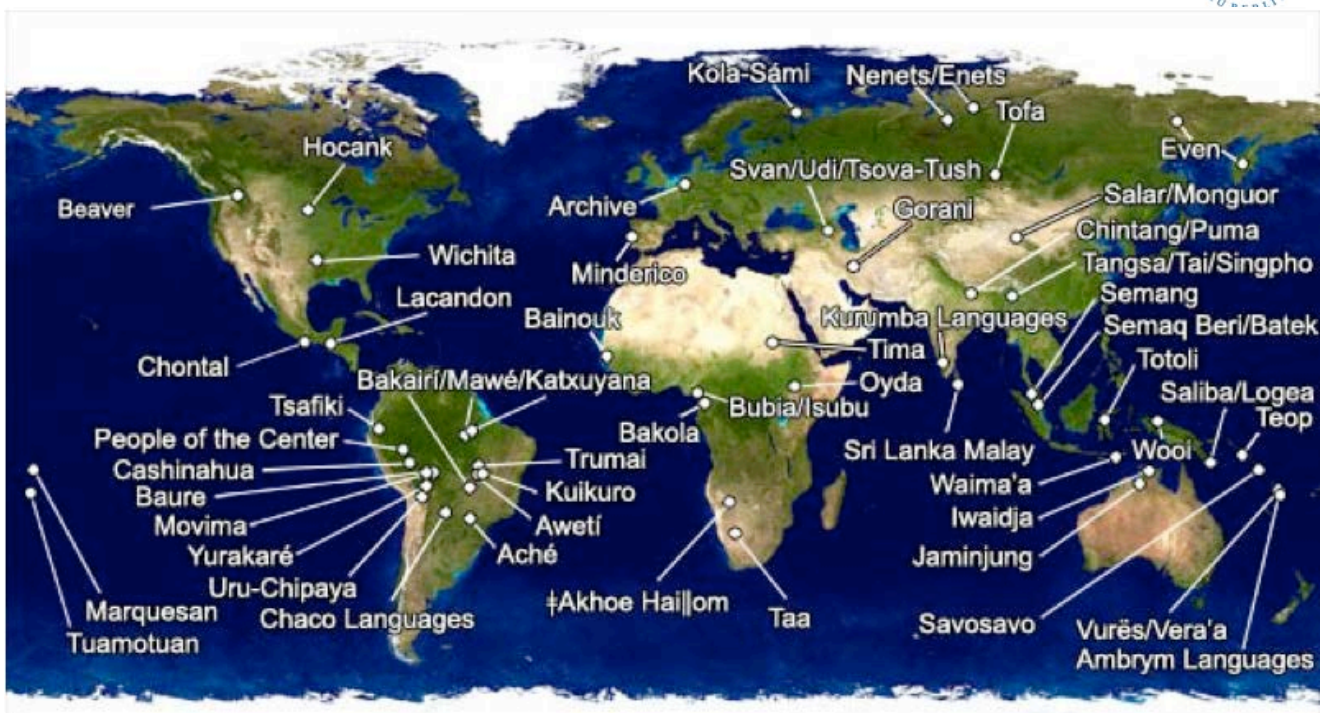 Kola-Sámi
Nenets/Enets
Tofa
Hocank
Even
Svan/Udi/Tsova-Tush
Beaver
Archive
Gorani
Salar/Monguor
Chintang/Puma
Wichita
Minderico
Tangsa/Tai/Singpho
Lacandon
Semang
Bainouk
Kurumba Languages
Semaq Beri/Batek
Tima
Totoli
Chontal
Bakairí/Mawé/Katxuyana
Oyda
Saliba/Logea
Tsafiki
Bubia/Isubu
Teop
People of the Center
Bakola
Sri Lanka Malay
Wooi
Cashinahua
Trumai
Waima'a
Baure
Kuikuro
Movima
Awetí
Iwaidja
Yurakaré
Aché
Jaminjung
Uru-Chipaya
Marquesan
Chaco Languages
ǂAkhoe Haiǁom
Taa
Savosavo
Vurës/Vera'a
Tuamotuan
Ambrym Languages